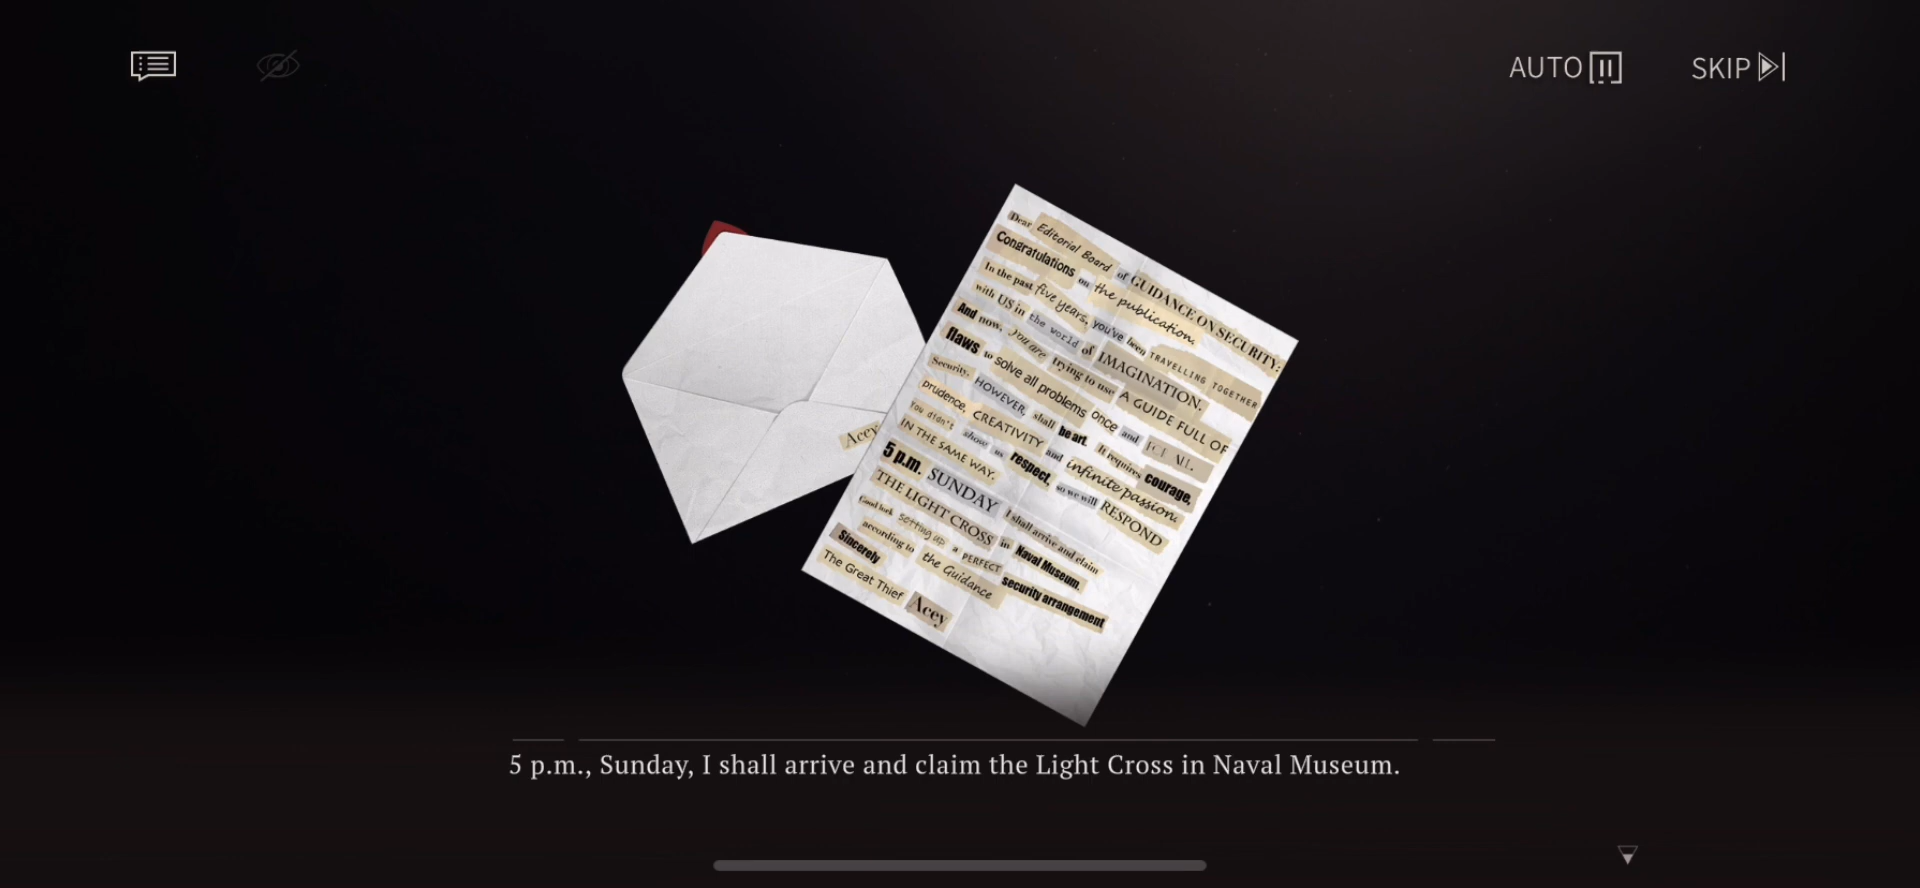 AUTO
SKIP
Dear Editorial Board of GUIDANCE ON SECURITY:
Congratulations on the publication.
In the past five years, you've been TRAVELLING TOGETHER
with US in the world of IMAGINATION.
And now, you are trying to use A GUIDE FULL OF
flaws to solve all problems once and FOR ALL.
Security, HOWEVER, shall be art. It requires courage,
prudence, CREATIVITY and infinite passion.
You didn't show us respect, so we will RESPOND
IN THE SAME WAY.
5 p.m. SUNDAY I shall arrive and claim
THE LIGHT CROSS in Naval Museum.
Good luck setting up a PERFECT security arrangement
according to the Guidance
Sincerely
The Great Thief Acey
Acey
5 p.m., Sunday, I shall arrive and claim the Light Cross in Naval Museum.